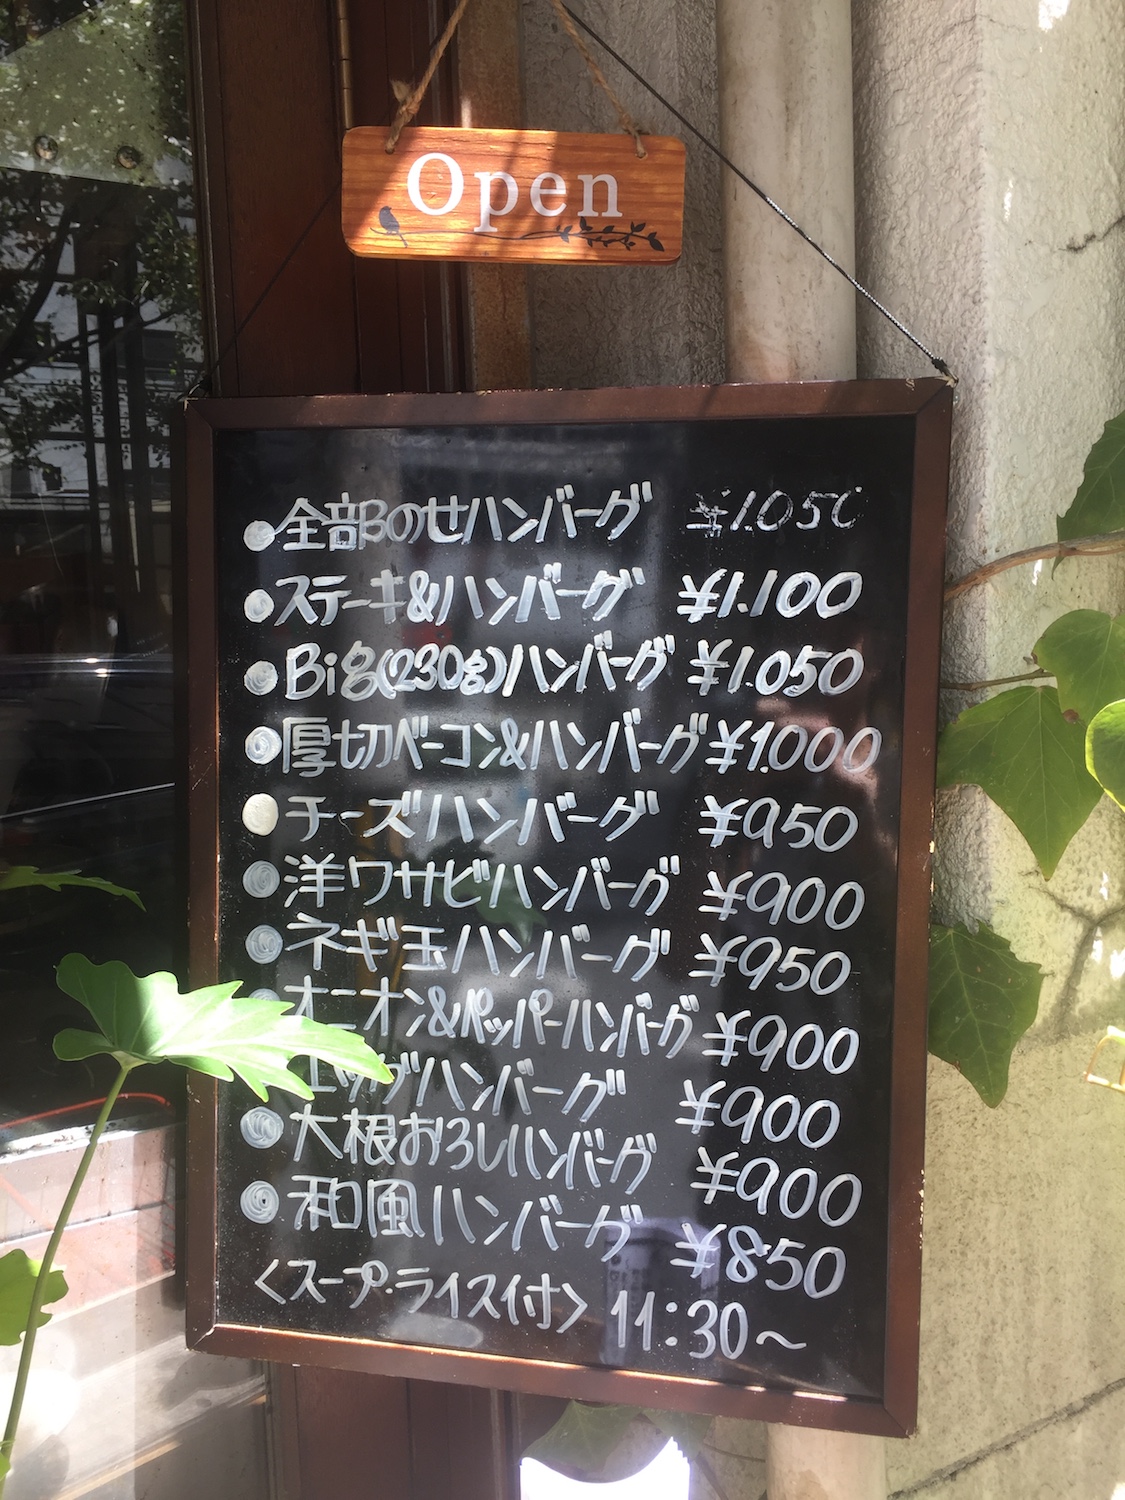 Open
●全部のせハンバーグ ¥1.050
●ステーキ&ハンバーグ ¥1.100
●Big(230g)ハンバーグ ¥1.050
●厚切ベーコン&ハンバーグ ¥1.000
●チーズハンバーグ ¥950
●洋ワサビハンバーグ ¥900
●ネギ玉ハンバーグ ¥950
●オニオン&ペッパーハンバーグ ¥900
エッグハンバーグ ¥900
●大根おろしハンバーグ ¥900
●和風ハンバーグ ¥850
<スープ・ライス付> 11:30~